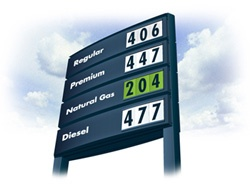 Regular 406
Premium 447
Natural Gas 204
Diesel 477